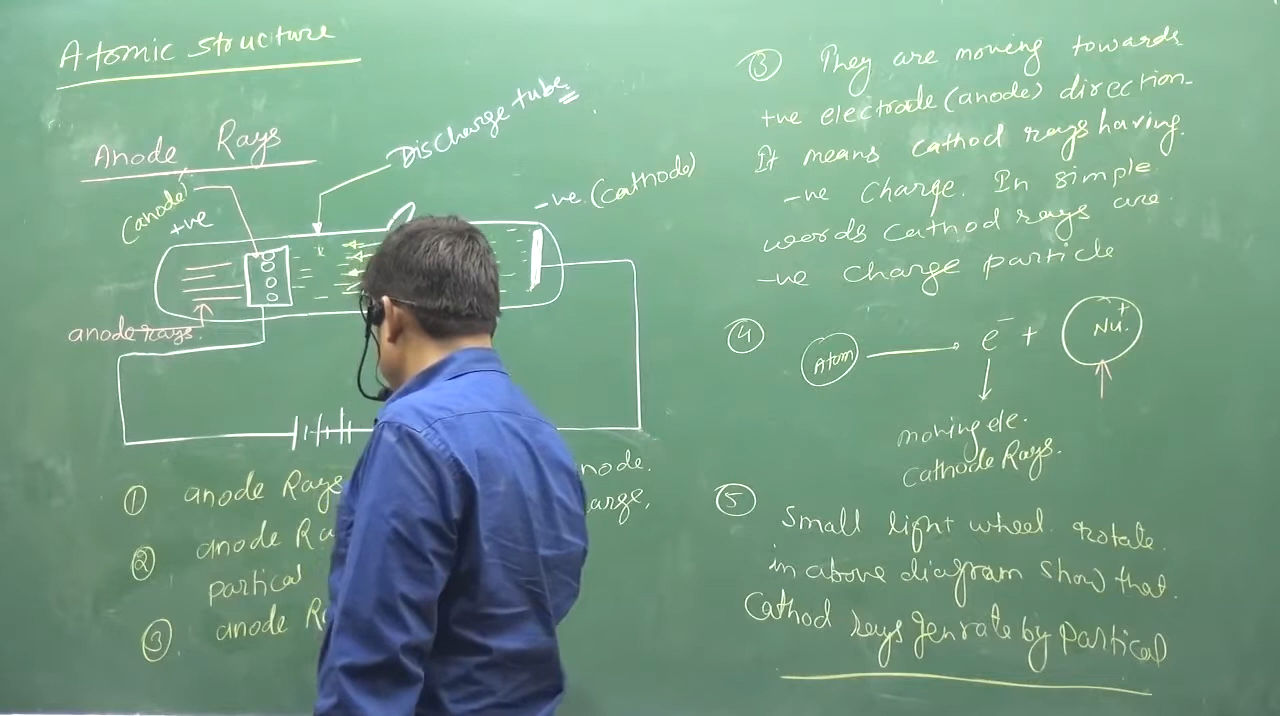 Atomic structure
Anode Rays
Discharge tube
(anode)
+ve
-ve (cathode)
anode rays.
① anode Rays
node.
arge,
② anode Ra
partical
③ anode Ra
③ They are moving towards
+ve electrode (anode) direction-
It means cathod rays having.
-ve charge. In simple
words cathod rays are.
-ve charge particle
④ Atom e⁻ + Nu.⁺
moving ele.
Cathode Rays.
⑤ Small light wheel. rotate.
in above diagram show that.
Cathod rays genrate by partical